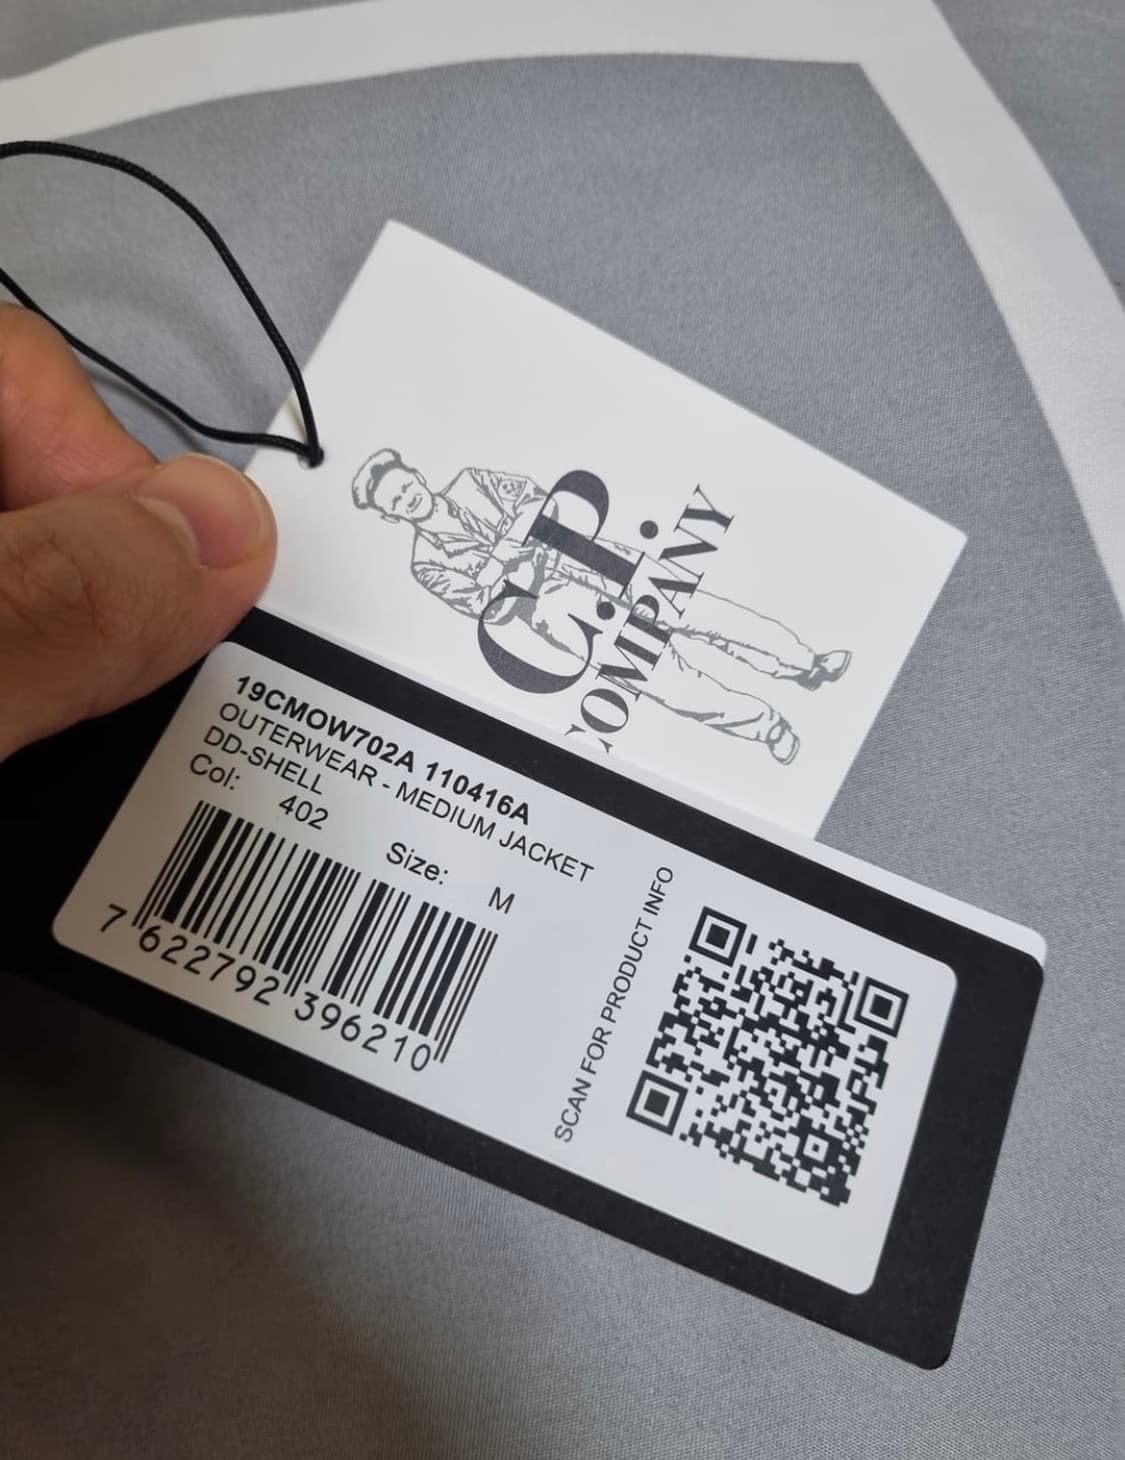 C.P.
COMPANY
19CMOW702A 110416A
OUTERWEAR - MEDIUM JACKET
DD-SHELL
Col: 402
Size: M
7 622792 396210
SCAN FOR PRODUCT INFO